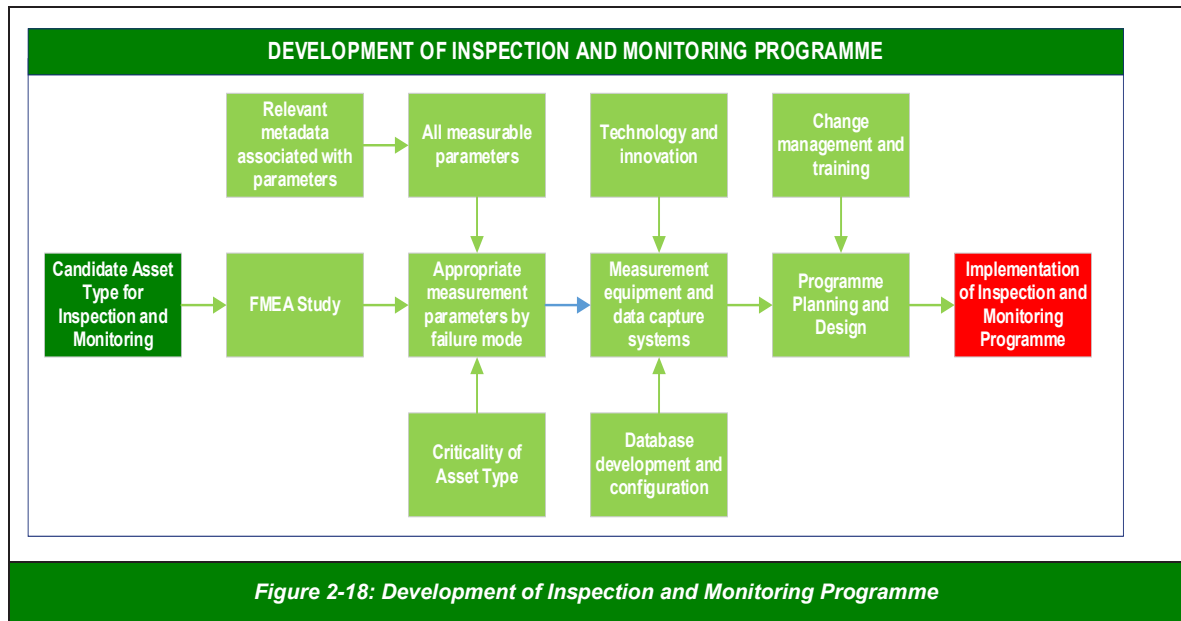 DEVELOPMENT OF INSPECTION AND MONITORING PROGRAMME
Relevant
metadata
associated with
parameters
All measurable
parameters
Technology and
innovation
Change
management and
training
Candidate Asset
Type for
Inspection and
Monitoring
FMEA Study
Appropriate
measurement
parameters by
failure mode
Measurement
equipment and
data capture
systems
Programme
Planning and
Design
Implementation
of Inspection and
Monitoring
Programme
Criticality of
Asset Type
Database
development and
configuration
Figure 2-18: Development of Inspection and Monitoring Programme